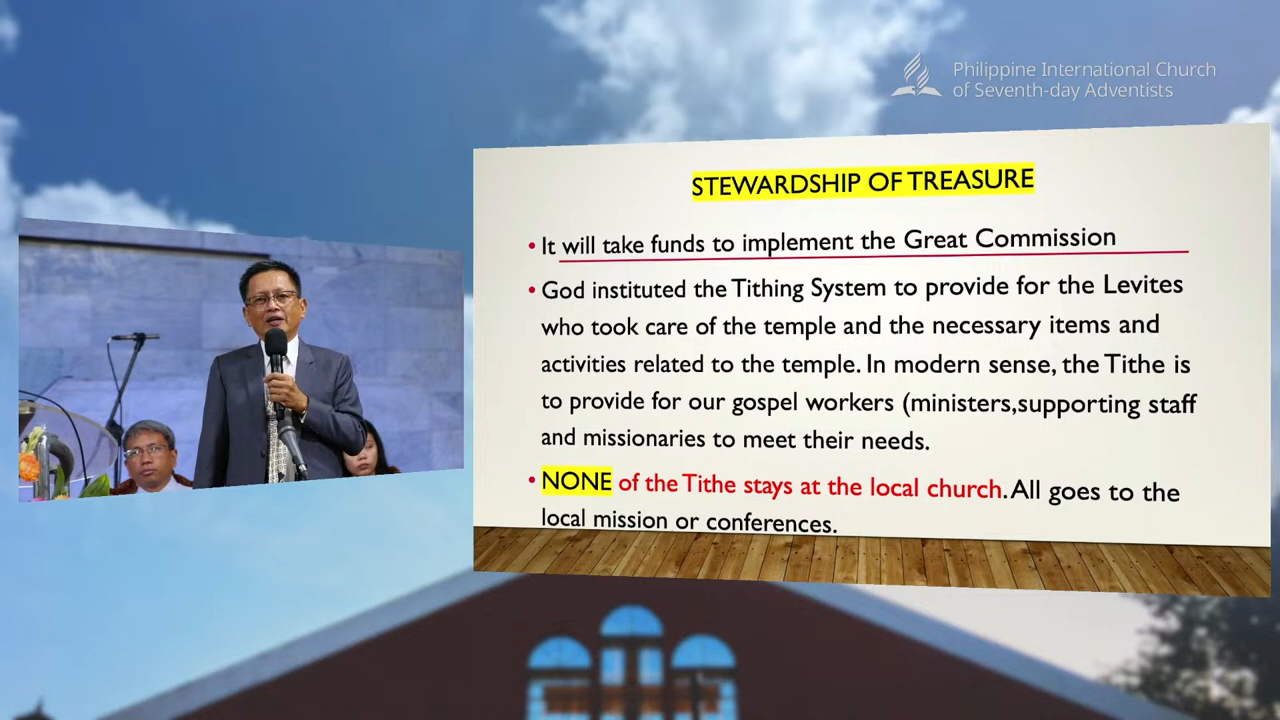 Philippine International Church
of Seventh-day Adventists
STEWARDSHIP OF TREASURE
• It will take funds to implement the Great Commission
• God instituted the Tithing System to provide for the Levites
who took care of the temple and the necessary items and
activities related to the temple. In modern sense, the Tithe is
to provide for our gospel workers (ministers,supporting staff
and missionaries to meet their needs.
• NONE of the Tithe stays at the local church. All goes to the
local mission or conferences.